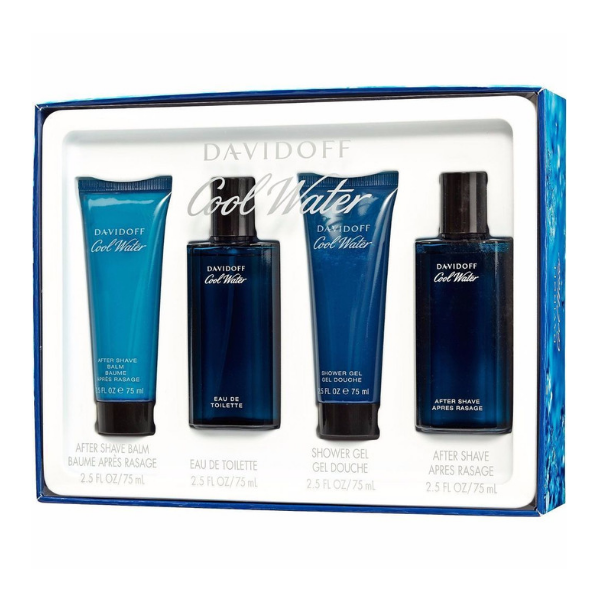 DAVIDOFF
Cool Water
DAVIDOFF
Cool Water
AFTER SHAVE
BALM
BAUME
APRÈS RASAGE
2.5 FL OZ/e 75 ml
DAVIDOFF
Cool Water
EAU DE
TOILETTE
DAVIDOFF
Cool Water
SHOWER GEL
GEL DOUCHE
2.5 FL OZ/e 75 ml
DAVIDOFF
Cool Water
AFTER SHAVE
APRES RASAGE
AFTER SHAVE BALM
BAUME APRÈS RASAGE
2.5 FL OZ/75 mL
EAU DE TOILETTE
2.5 FL OZ/75 mL
SHOWER GEL
GEL DOUCHE
2.5 FL OZ/75 mL
AFTER SHAVE
APRES RASAGE
2.5 FL OZ/75 mL